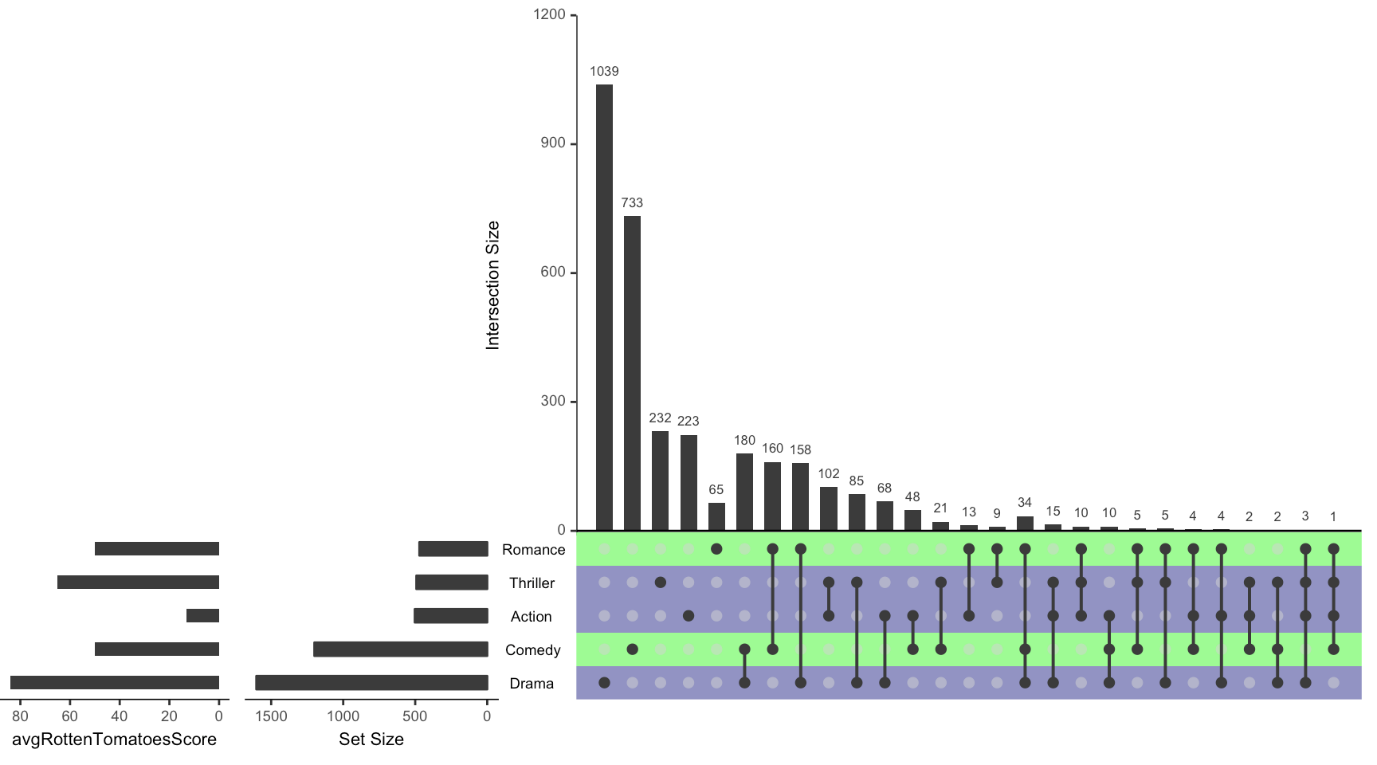 1200
1039
900
733
600
Intersection Size
300
232 223 65 180 160 158 102 85 68 48 21 13 9 34 15 10 10 5 5 4 4 2 2 3 1
0
Romance
Thriller
Action
Comedy
Drama
80 60 40 20 0
avgRottenTomatoesScore
1500 1000 500 0
Set Size